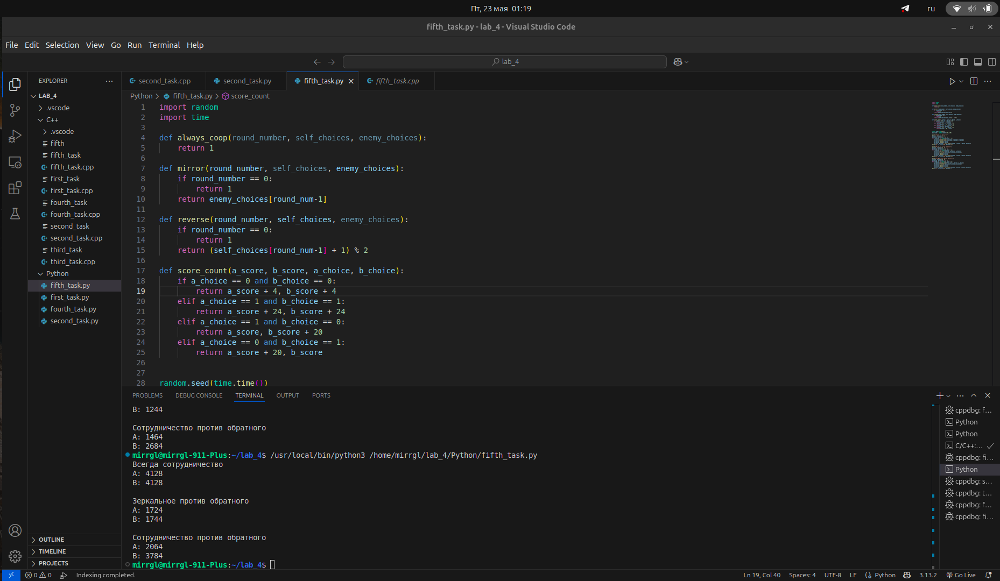 Пт, 23 мая 01:19
ru
fifth_task.py - lab_4 - Visual Studio Code
File Edit Selection View Go Run Terminal Help
lab_4
EXPLORER
LAB_4
.vscode
C++
.vscode
fifth
fifth_task
fifth_task.cpp
first_task
first_task.cpp
fourth_task
fourth_task.cpp
second_task
second_task.cpp
third_task
third_task.cpp
Python
fifth_task.py
first_task.py
fourth_task.py
second_task.py
OUTLINE
TIMELINE
PROJECTS
second_task.cpp second_task.py fifth_task.py fifth_task.cpp
Python > fifth_task.py > score_count
1 import random
2 import time
3
4 def always_coop(round_number, self_choices, enemy_choices):
5 return 1
6
7 def mirror(round_number, self_choices, enemy_choices):
8 if round_number == 0:
9 return 1
10 return enemy_choices[round_num-1]
11
12 def reverse(round_number, self_choices, enemy_choices):
13 if round_number == 0:
14 return 1
15 return (self_choices[round_num-1] + 1) % 2
16
17 def score_count(a_score, b_score, a_choice, b_choice):
18 if a_choice == 0 and b_choice == 0:
19 return a_score + 4, b_score + 4
20 elif a_choice == 1 and b_choice == 1:
21 return a_score + 24, b_score + 24
22 elif a_choice == 1 and b_choice == 0:
23 return a_score, b_score + 20
24 elif a_choice == 0 and b_choice == 1:
25 return a_score + 20, b_score
26
27
28 random.seed(time.time())
PROBLEMS DEBUG CONSOLE TERMINAL OUTPUT PORTS
B: 1244
Сотрудничество против обратного
A: 1464
B: 2684
mirrgl@mirrgl-911-Plus:~/lab_4$ /usr/local/bin/python3 /home/mirrgl/lab_4/Python/fifth_task.py
Всегда сотрудничество
A: 4128
B: 4128
Зеркальное против обратного
A: 1724
B: 1744
Сотрудничество против обратного
A: 2064
B: 3784
mirrgl@mirrgl-911-Plus:~/lab_4$
cppdbg: f...
Python
Python
C/C++:...
cppdbg: fi...
Python
cppdbg: s...
cppdbg: t...
cppdbg: f...
cppdbg: fi...
0 0 Indexing completed. Ln 19, Col 40 Spaces: 4 UTF-8 LF Python 3.13.2 Go Live